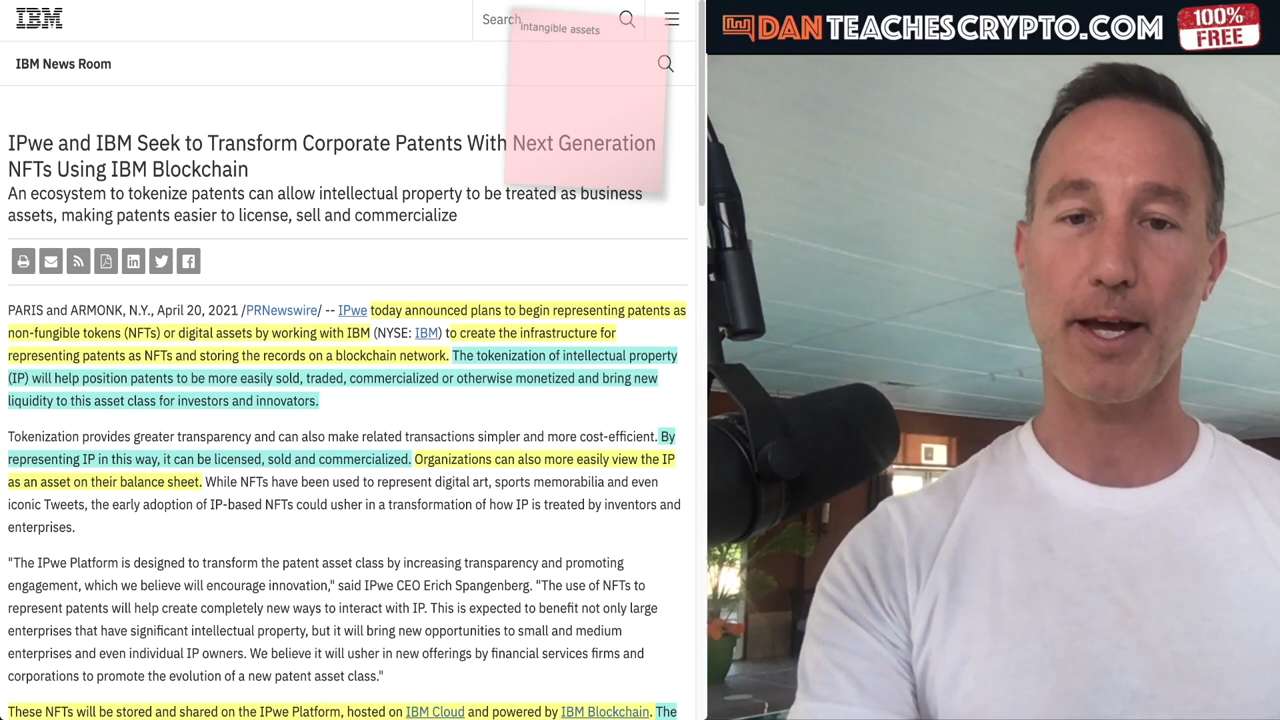 IBM
Search
intangible assets
IBM News Room
IPwe and IBM Seek to Transform Corporate Patents With Next Generation
NFTs Using IBM Blockchain
An ecosystem to tokenize patents can allow intellectual property to be treated as business
assets, making patents easier to license, sell and commercialize
PARIS and ARMONK, N.Y., April 20, 2021 /PRNewswire/ -- IPwe today announced plans to begin representing patents as
non-fungible tokens (NFTs) or digital assets by working with IBM (NYSE: IBM) to create the infrastructure for
representing patents as NFTs and storing the records on a blockchain network. The tokenization of intellectual property
(IP) will help position patents to be more easily sold, traded, commercialized or otherwise monetized and bring new
liquidity to this asset class for investors and innovators.
Tokenization provides greater transparency and can also make related transactions simpler and more cost-efficient. By
representing IP in this way, it can be licensed, sold and commercialized. Organizations can also more easily view the IP
as an asset on their balance sheet. While NFTs have been used to represent digital art, sports memorabilia and even
iconic Tweets, the early adoption of IP-based NFTs could usher in a transformation of how IP is treated by inventors and
enterprises.
"The IPwe Platform is designed to transform the patent asset class by increasing transparency and promoting
engagement, which we believe will encourage innovation," said IPwe CEO Erich Spangenberg. "The use of NFTs to
represent patents will help create completely new ways to interact with IP. This is expected to benefit not only large
enterprises that have significant intellectual property, but it will bring new opportunities to small and medium
enterprises and even individual IP owners. We believe it will usher in new offerings by financial services firms and
corporations to promote the evolution of a new patent asset class."
These NFTs will be stored and shared on the IPwe Platform, hosted on IBM Cloud and powered by IBM Blockchain. The
DANTEACHESCRYPTO.COM
100%
FREE